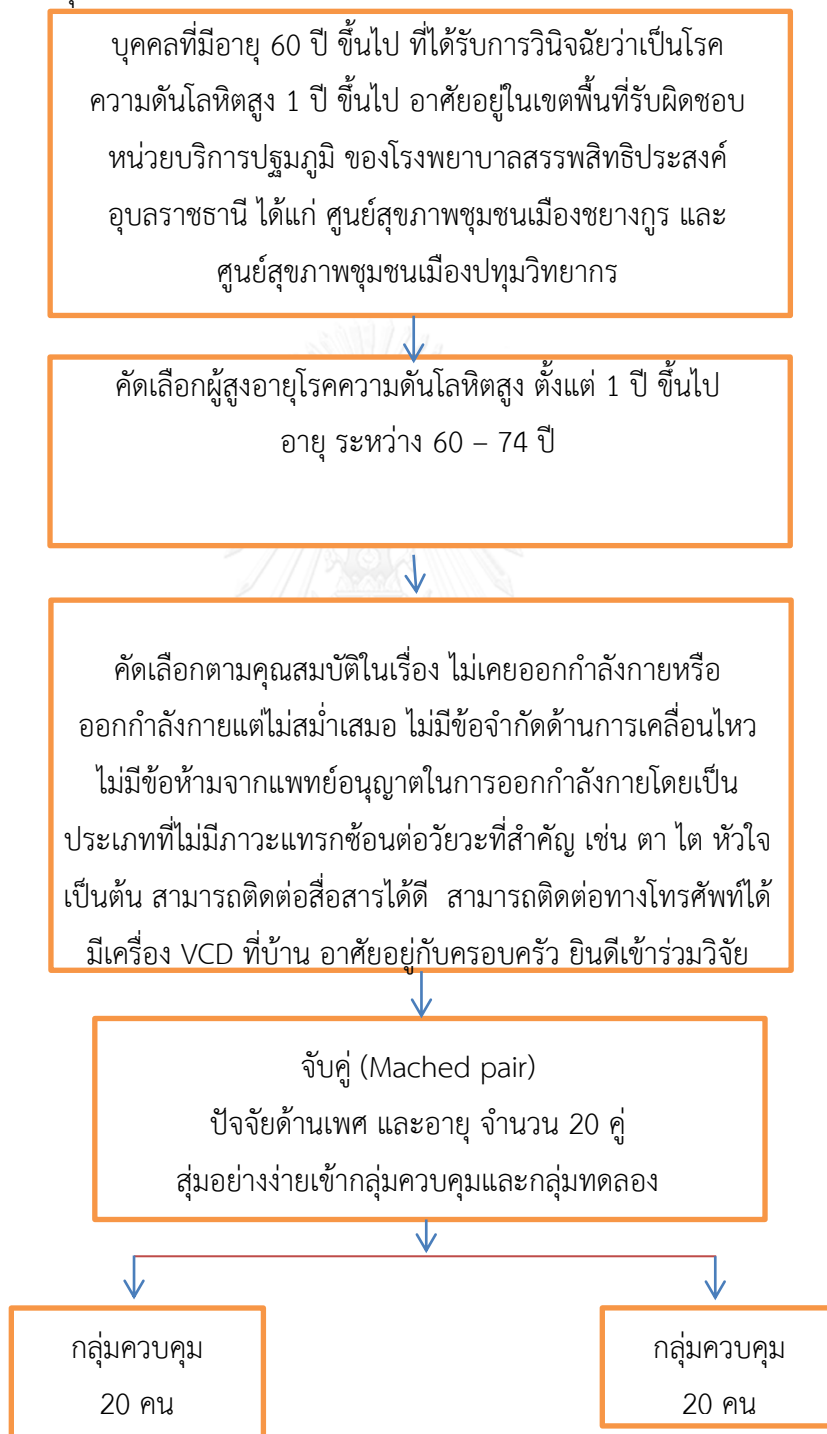 บุคคลที่มีอายุ 60 ปี ขึ้นไป ที่ได้รับการวินิจฉัยว่าเป็นโรค
ความดันโลหิตสูง 1 ปี ขึ้นไป อาศัยอยู่ในเขตพื้นที่รับผิดชอบ
หน่วยบริการปฐมภูมิ ของโรงพยาบาลสรรพสิทธิประสงค์
อุบลราชธานี ได้แก่ ศูนย์สุขภาพชุมชนเมืองชยางกูร และ
ศูนย์สุขภาพชุมชนเมืองปทุมวิทยากร
คัดเลือกผู้สูงอายุโรคความดันโลหิตสูง ตั้งแต่ 1 ปี ขึ้นไป
อายุ ระหว่าง 60 – 74 ปี
คัดเลือกตามคุณสมบัติในเรื่อง ไม่เคยออกกำลังกายหรือ
ออกกำลังกายแต่ไม่สม่ำเสมอ ไม่มีข้อจำกัดด้านการเคลื่อนไหว
ไม่มีข้อห้ามจากแพทย์อนุญาตในการออกกำลังกายโดยเป็น
ประเภทที่ไม่มีภาวะแทรกซ้อนต่อวัยวะที่สำคัญ เช่น ตา ไต หัวใจ
เป็นต้น สามารถติดต่อสื่อสารได้ดี สามารถติดต่อทางโทรศัพท์ได้
มีเครื่อง VCD ที่บ้าน อาศัยอยู่กับครอบครัว ยินดีเข้าร่วมวิจัย
จับคู่ (Mached pair)
ปัจจัยด้านเพศ และอายุ จำนวน 20 คู่
สุ่มอย่างง่ายเข้ากลุ่มควบคุมและกลุ่มทดลอง
กลุ่มควบคุม
20 คน
กลุ่มควบคุม
20 คน